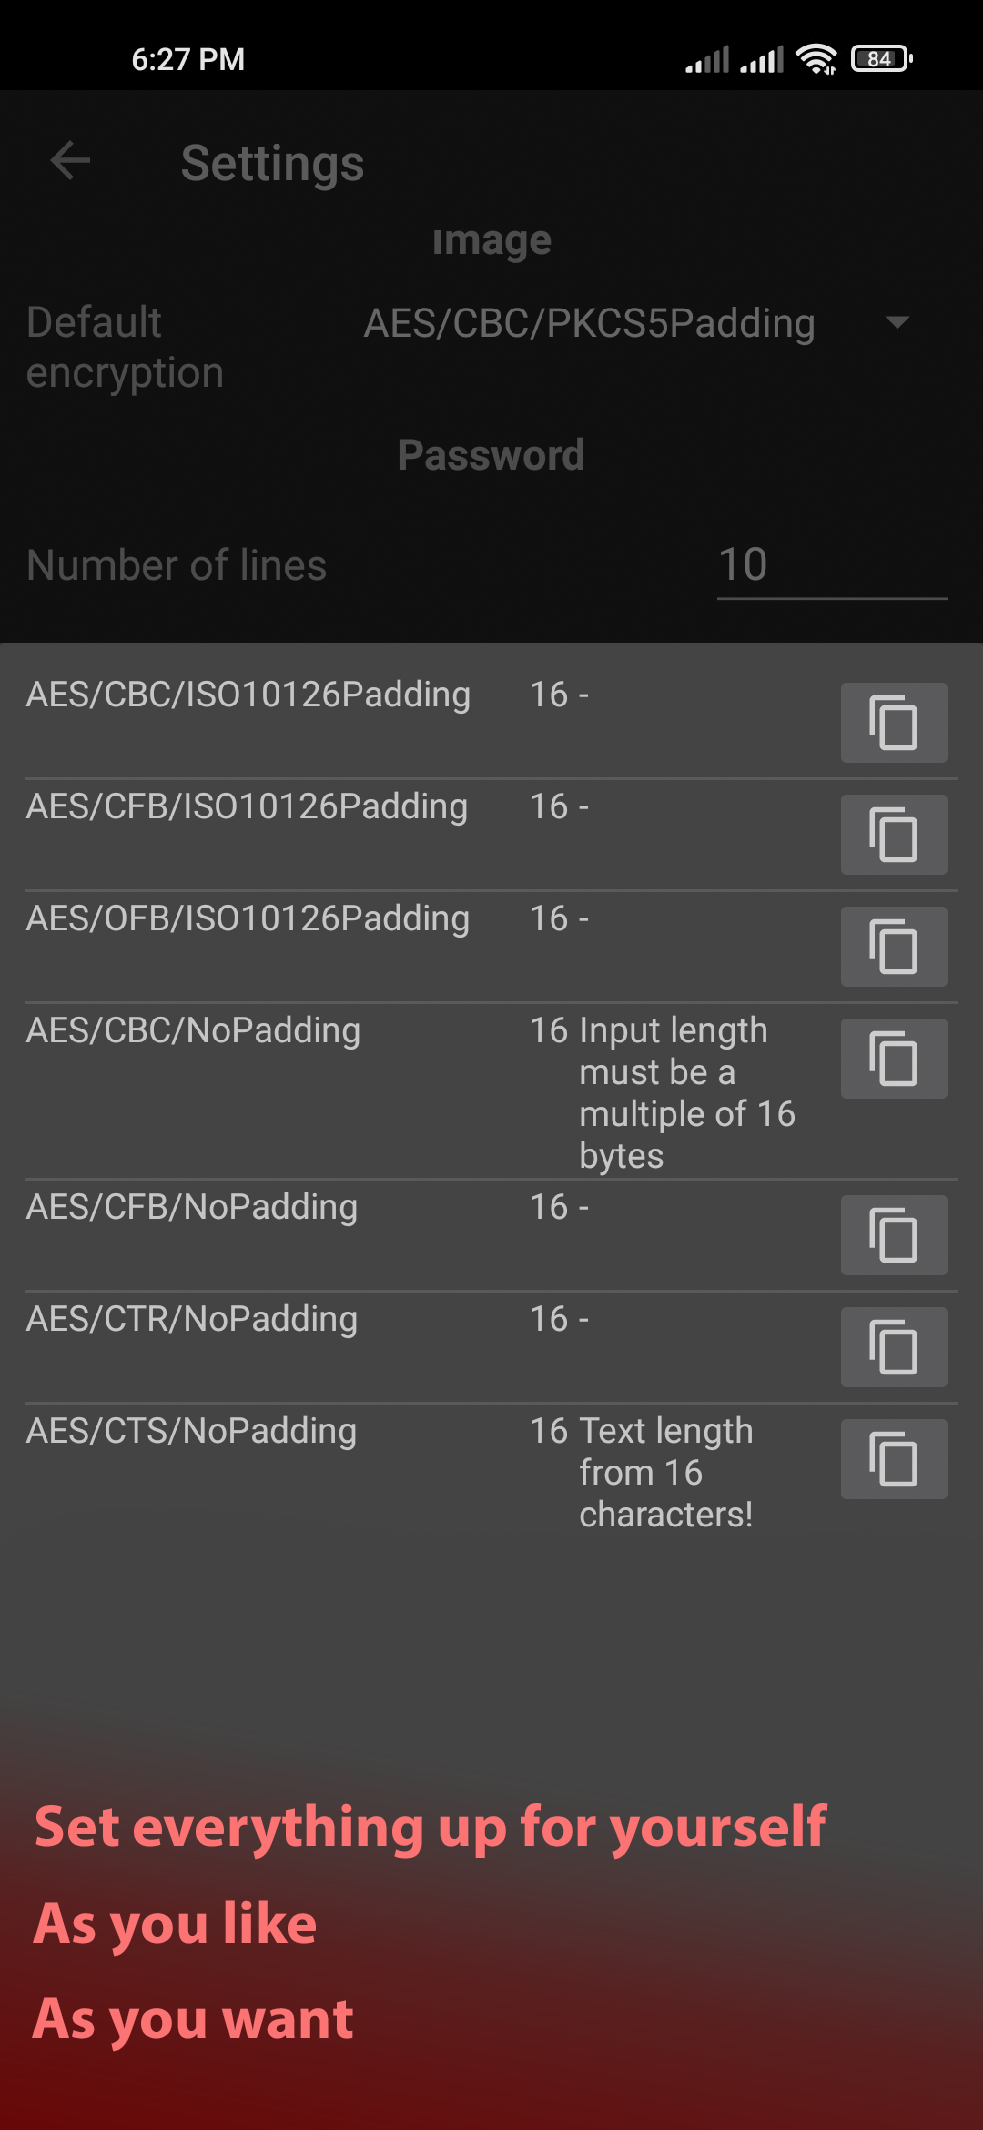 6:27 PM
84
Settings
Image
Default
encryption
AES/CBC/PKCS5Padding
Password
Number of lines
10
AES/CBC/ISO10126Padding 16 -
AES/CFB/ISO10126Padding 16 -
AES/OFB/ISO10126Padding 16 -
AES/CBC/NoPadding 16 Input length
must be a
multiple of 16
bytes
AES/CFB/NoPadding 16 -
AES/CTR/NoPadding 16 -
AES/CTS/NoPadding 16 Text length
from 16
characters!
Set everything up for yourself
As you like
As you want